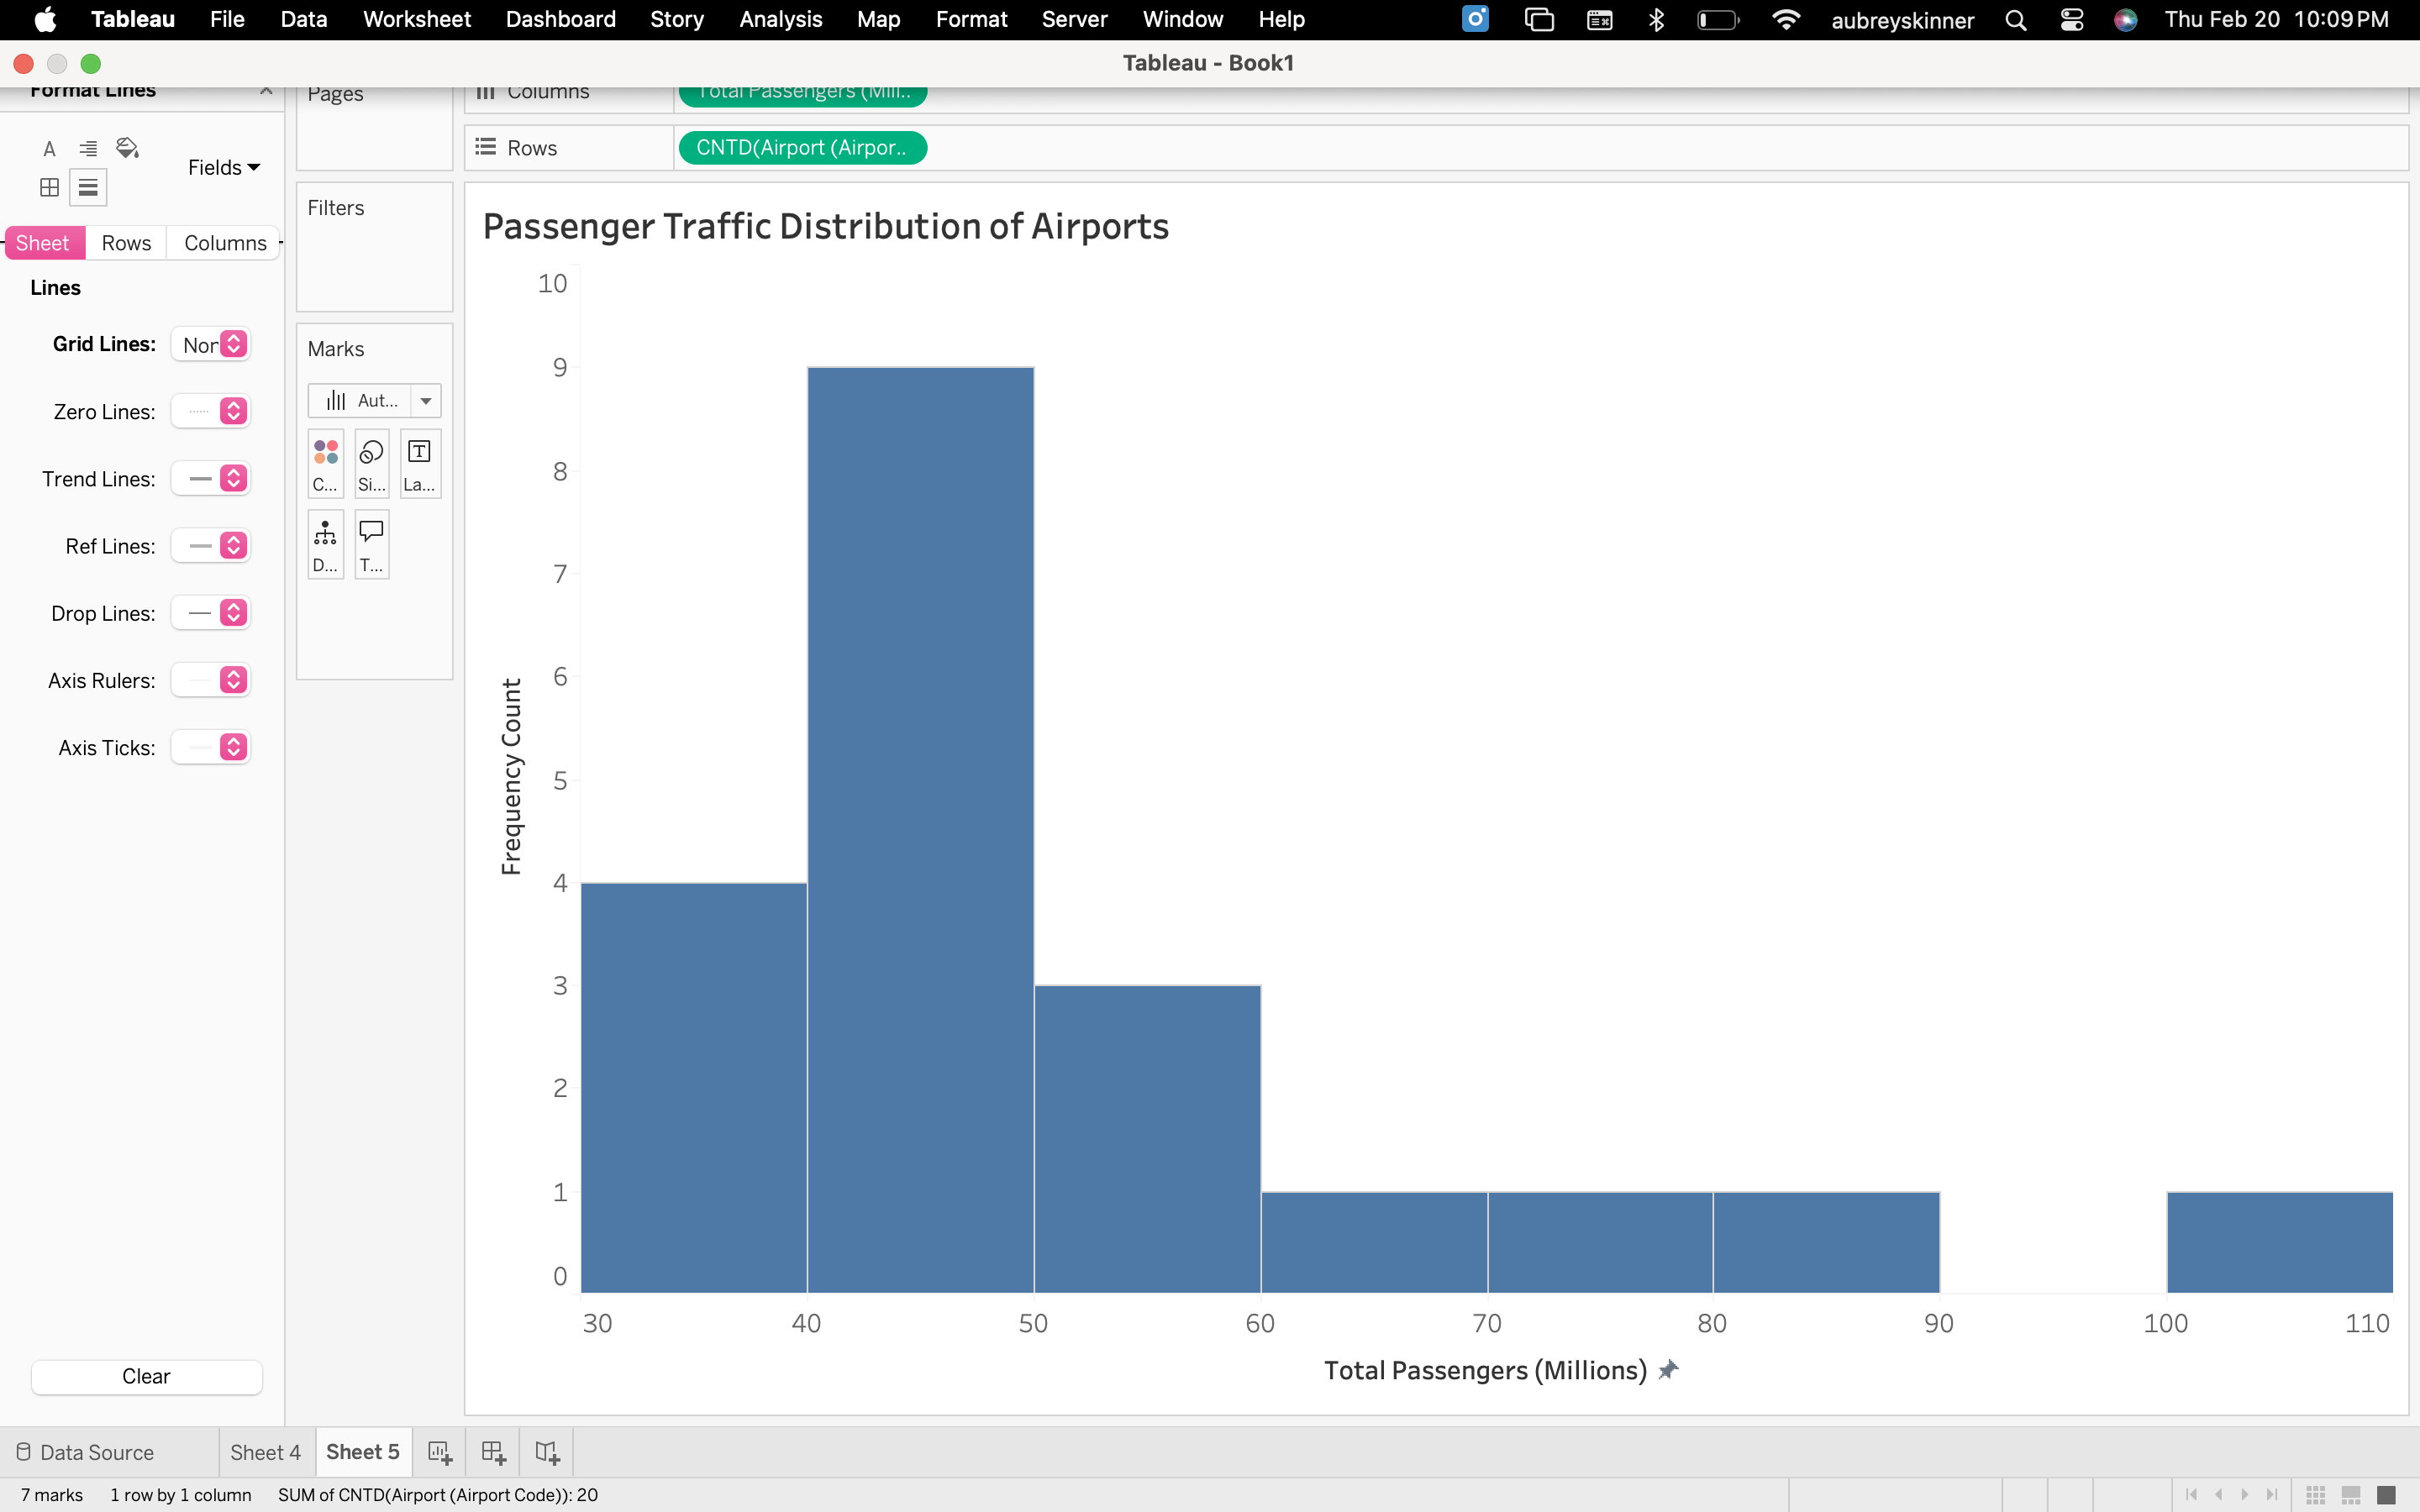 Tableau File Data Worksheet Dashboard Story Analysis Map Format Server Window Help aubreyskinner Thu Feb 20 10:09 PM
Tableau - Book1
Format Lines
Fields
Sheet Rows Columns
Lines
Grid Lines: Nor
Zero Lines:
Trend Lines:
Ref Lines:
Drop Lines:
Axis Rulers:
Axis Ticks:
Clear
Pages
Filters
Marks
Aut...
C... Si... La...
D... T...
Columns Total Passengers (Mill..
Rows CNTD(Airport (Airpor..
Passenger Traffic Distribution of Airports
10
9
8
7
6
5
4
3
2
1
0
Frequency Count
30 40 50 60 70 80 90 100 110
Total Passengers (Millions)
Data Source Sheet 4 Sheet 5
7 marks 1 row by 1 column SUM of CNTD(Airport (Airport Code)): 20